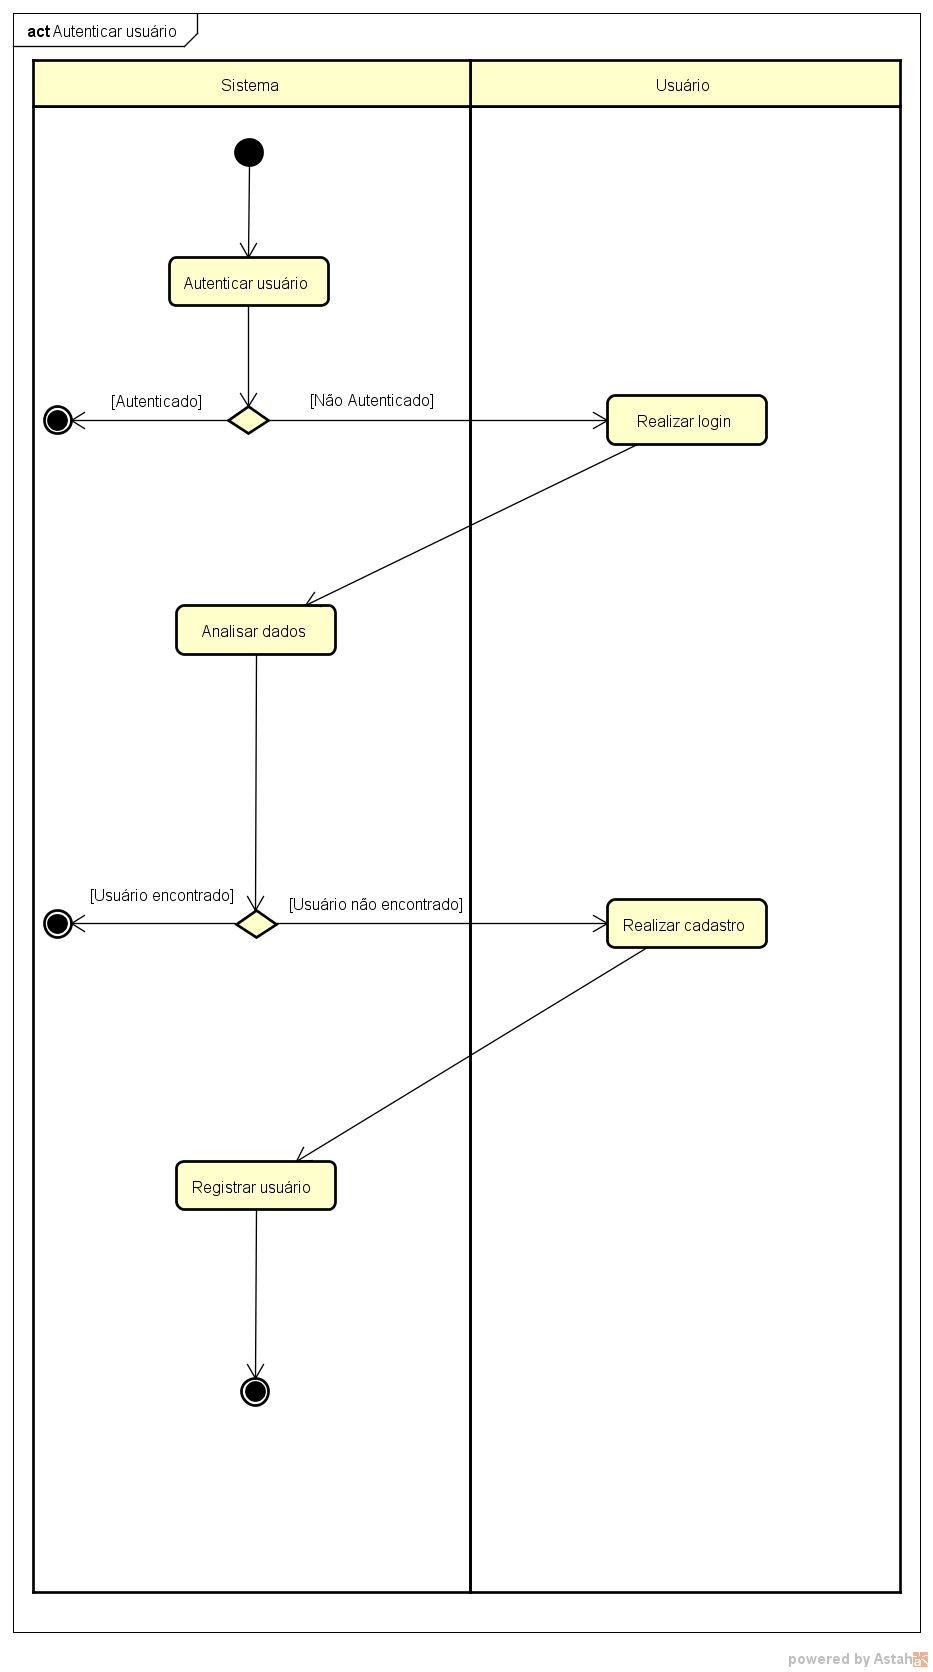 act Autenticar usuário
Sistema
Usuário
Autenticar usuário
[Autenticado]
[Não Autenticado]
Realizar login
Analisar dados
[Usuário encontrado]
[Usuário não encontrado]
Realizar cadastro
Registrar usuário
powered by Astah